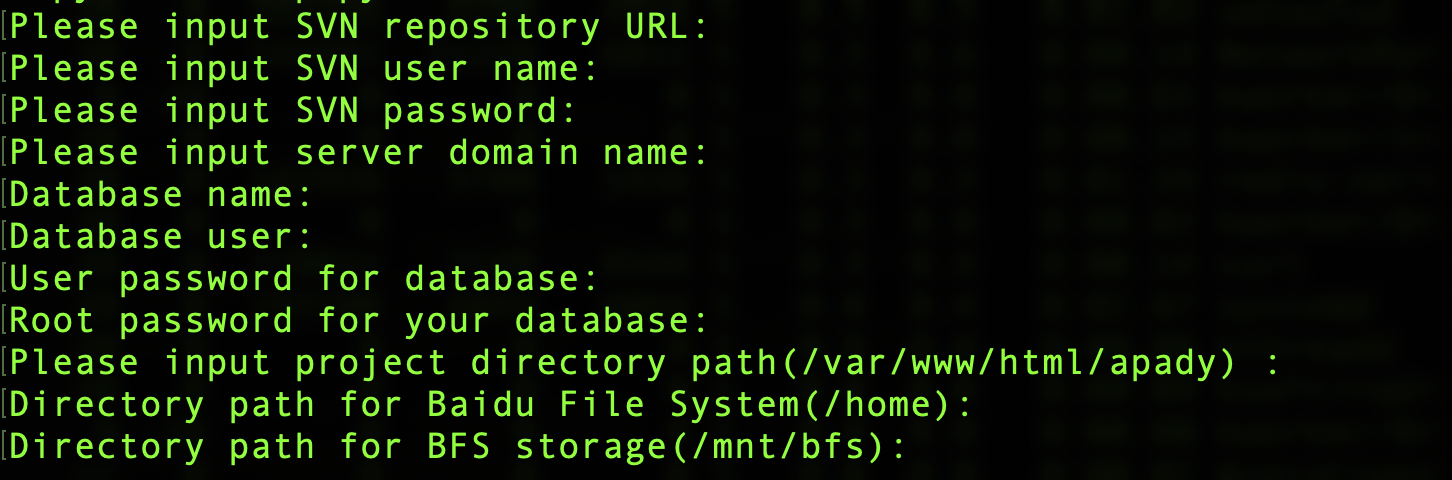 Please input SVN repository URL:
Please input SVN user name:
Please input SVN password:
Please input server domain name:
Database name:
Database user:
User password for database:
Root password for your database:
Please input project directory path(/var/www/html/apady) :
Directory path for Baidu File System(/home):
Directory path for BFS storage(/mnt/bfs):